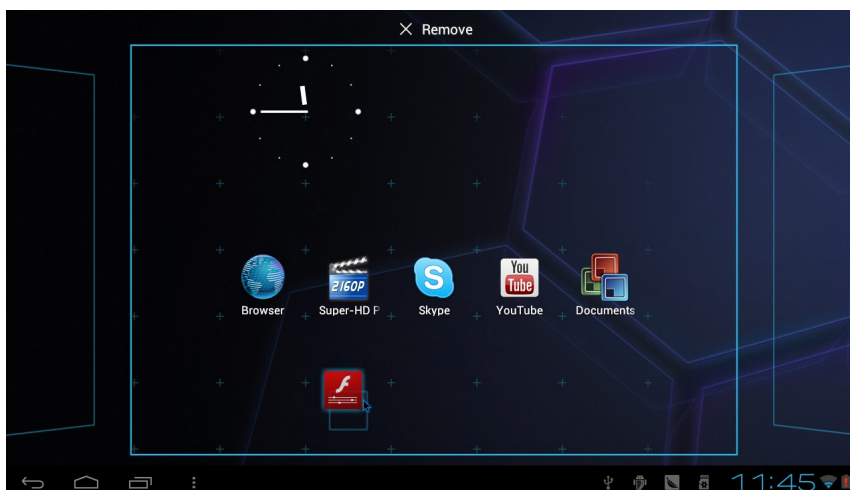 Remove
2160P
You
Tube
S
Browser
Super-HD P
Skype
YouTube
Documents
11:45